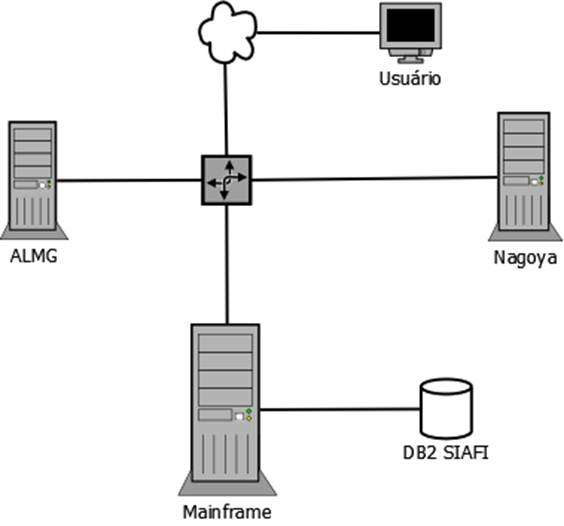 Usuário
ALMG
Nagoya
DB2 SIAFI
Mainframe